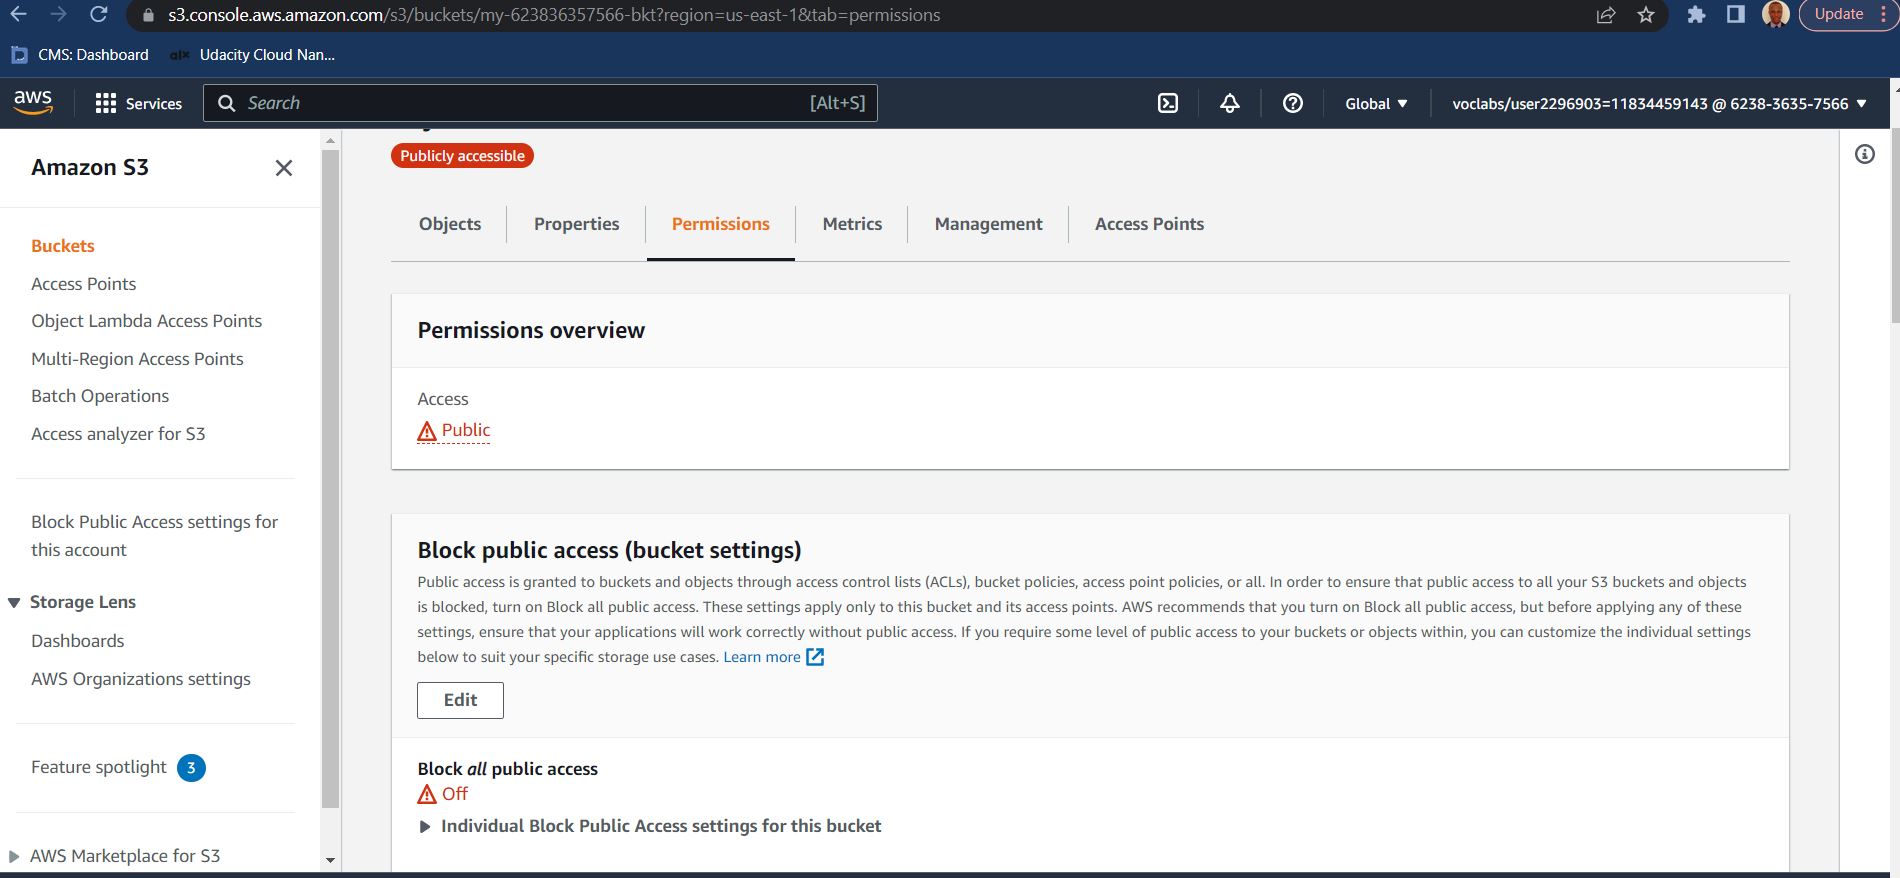 s3.console.aws.amazon.com/s3/buckets/my-623836357566-bkt?region=us-east-1&tab=permissions
Update
CMS: Dashboard
alx Udacity Cloud Nan...
aws
Services
Search
[Alt+S]
Global
voclabs/user2296903=11834459143 @ 6238-3635-7566
Amazon S3
Buckets
Access Points
Object Lambda Access Points
Multi-Region Access Points
Batch Operations
Access analyzer for S3
Block Public Access settings for
this account
Storage Lens
Dashboards
AWS Organizations settings
Feature spotlight 3
AWS Marketplace for S3
Publicly accessible
Objects
Properties
Permissions
Metrics
Management
Access Points
Permissions overview
Access
Public
Block public access (bucket settings)
Public access is granted to buckets and objects through access control lists (ACLs), bucket policies, access point policies, or all. In order to ensure that public access to all your S3 buckets and objects
is blocked, turn on Block all public access. These settings apply only to this bucket and its access points. AWS recommends that you turn on Block all public access, but before applying any of these
settings, ensure that your applications will work correctly without public access. If you require some level of public access to your buckets or objects within, you can customize the individual settings
below to suit your specific storage use cases. Learn more
Edit
Block all public access
Off
Individual Block Public Access settings for this bucket